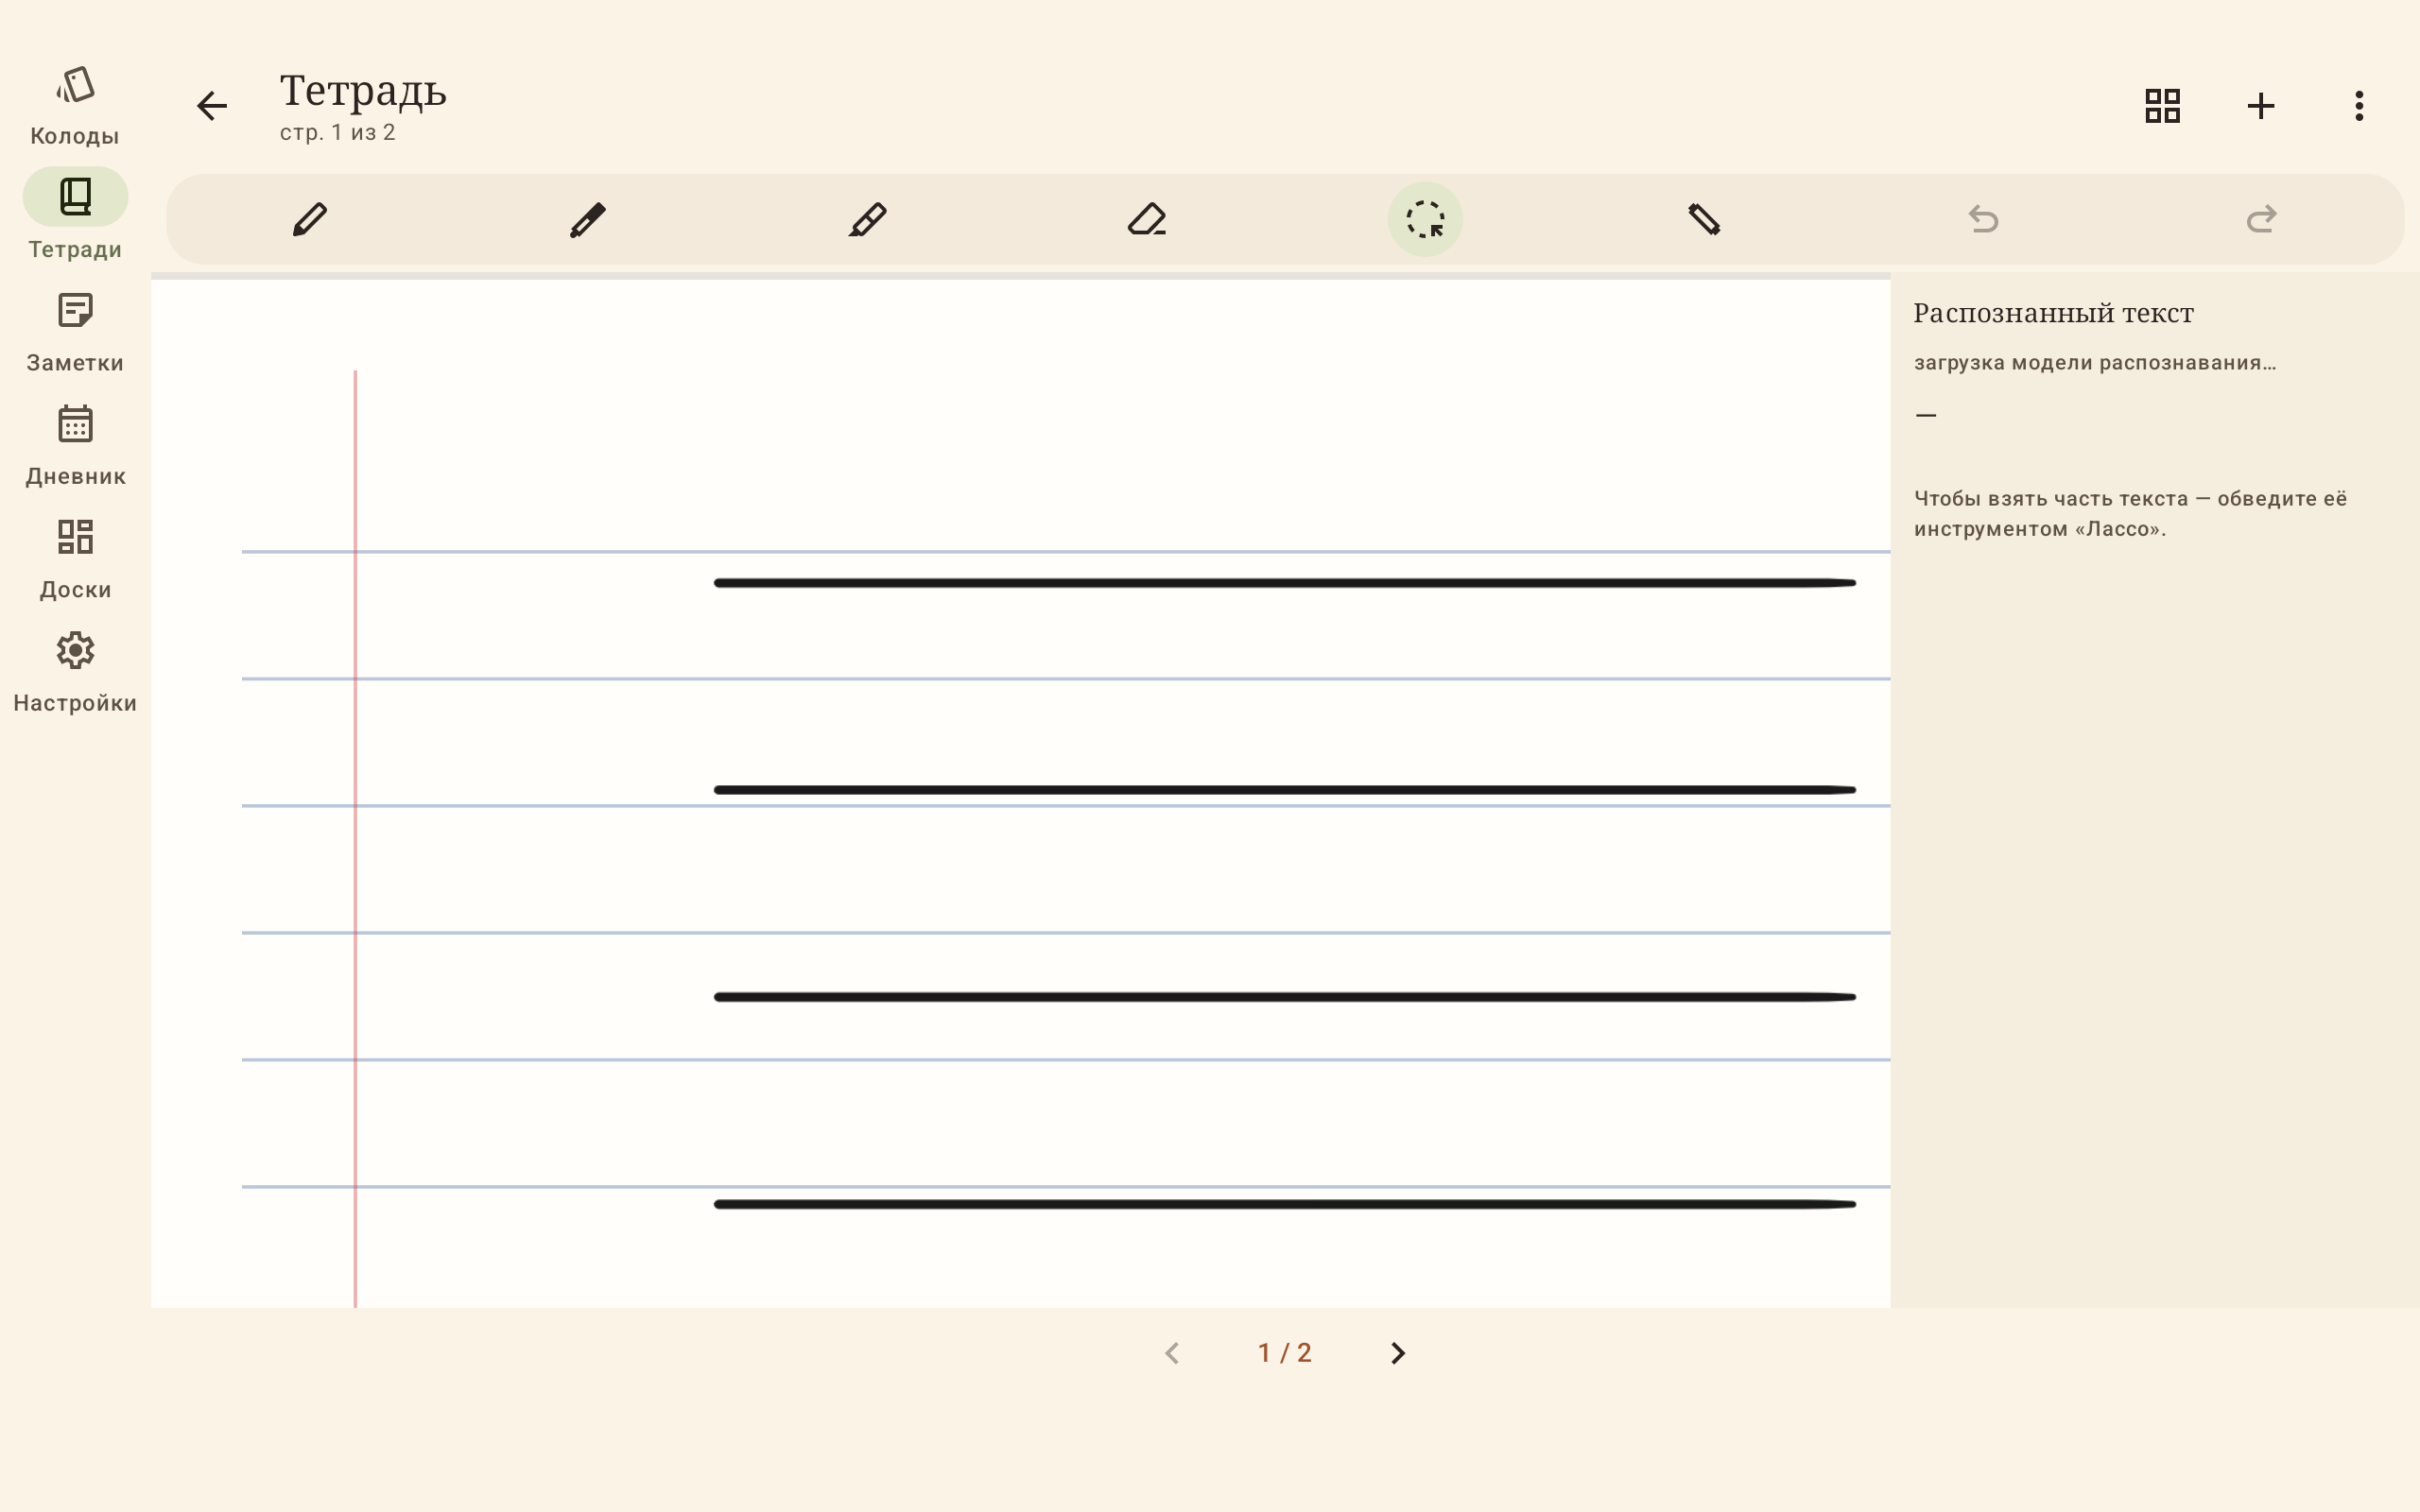 Тетрадь
стр. 1 из 2
Колоды
Тетради
Заметки
Дневник
Доски
Настройки
Распознанный текст
загрузка модели распознавания…
—
Чтобы взять часть текста — обведите её
инструментом «Лассо».
1 / 2